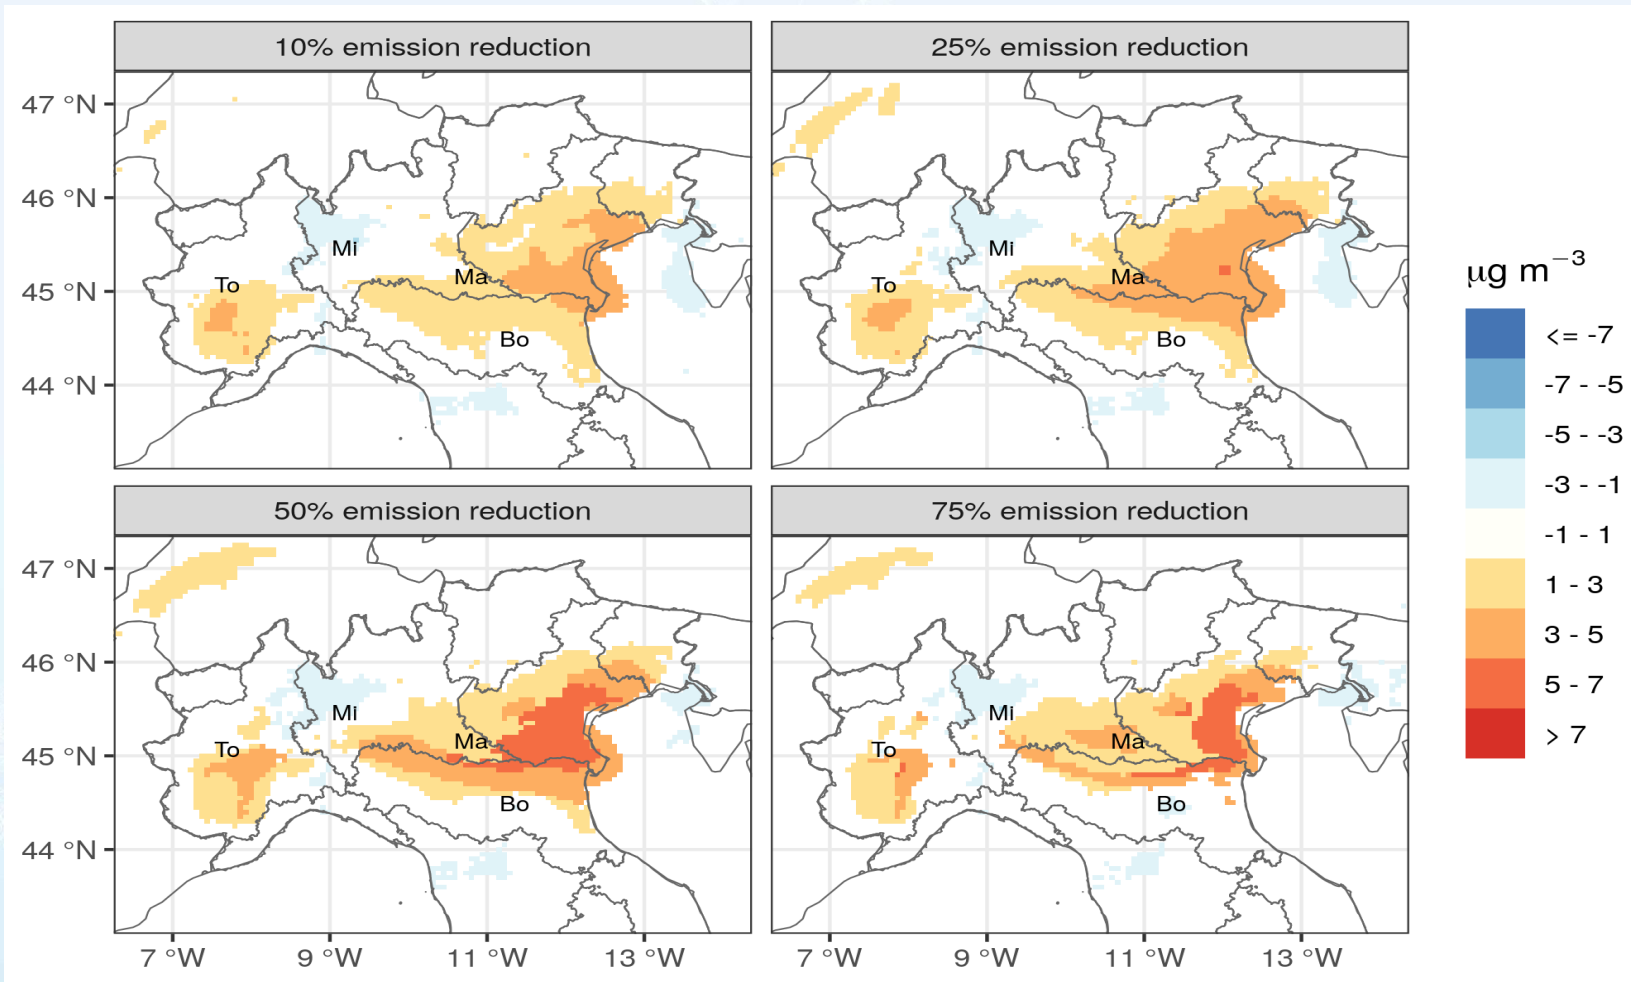 10% emission reduction
25% emission reduction
47 °N
46 °N
45 °N
44 °N
Mi
To
Ma
Bo
Mi
To
Ma
Bo
50% emission reduction
75% emission reduction
47 °N
46 °N
45 °N
44 °N
Mi
To
Ma
Bo
Mi
To
Ma
Bo
7 °W
9 °W
11 °W
13 °W
7 °W
9 °W
11 °W
13 °W
μg m⁻³
<= -7
-7 - -5
-5 - -3
-3 - -1
-1 - 1
1 - 3
3 - 5
5 - 7
> 7